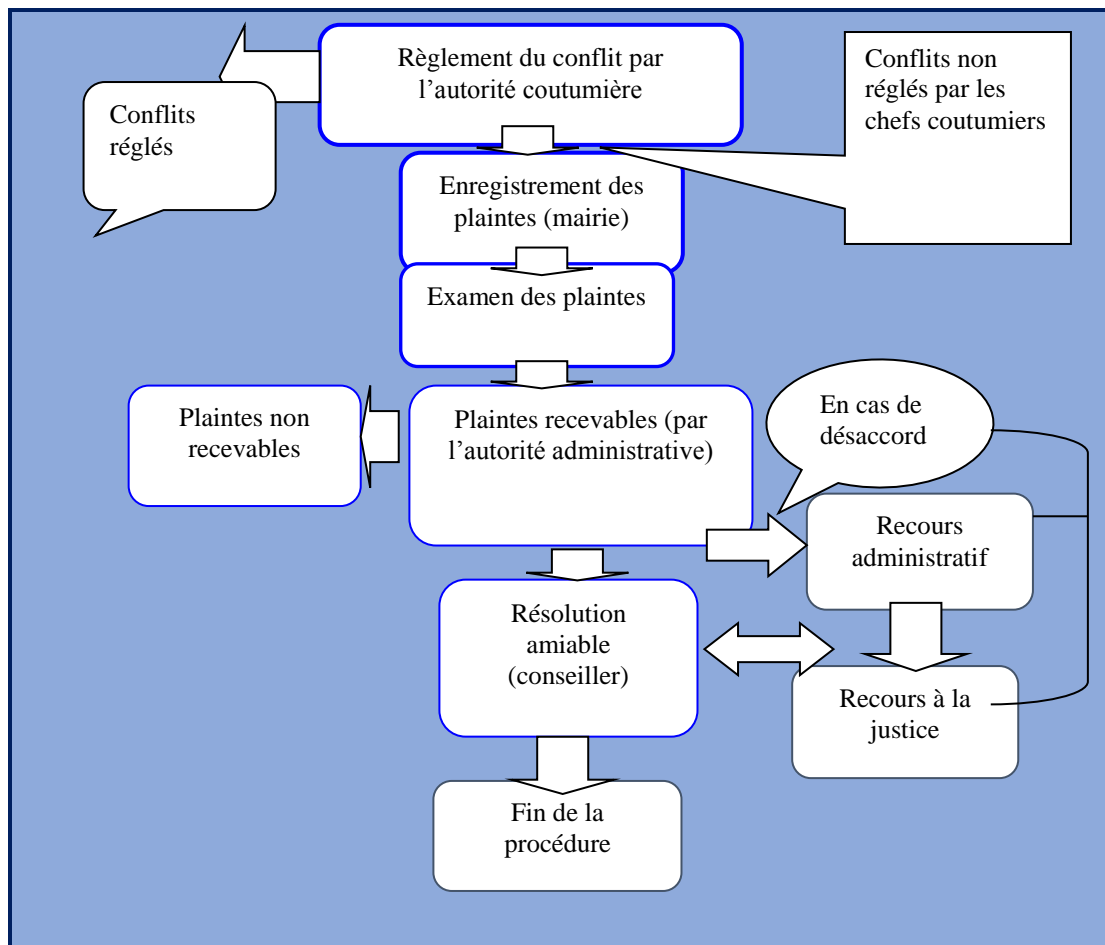 Règlement du conflit par
l’autorité coutumière
Conflits non
réglés par les
chefs coutumiers
Conflits
réglés
Enregistrement des
plaintes (mairie)
Examen des plaintes
Plaintes non
recevables
Plaintes recevables (par
l’autorité administrative)
En cas de
désaccord
Recours
administratif
Résolution
amiable
(conseiller)
Recours à la
justice
Fin de la
procédure